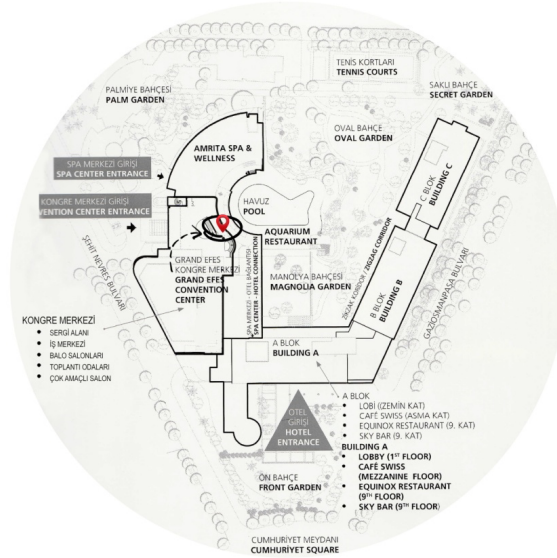 TENİS KORTLARI
TENNIS COURTS
PALMİYE BAHÇESİ
PALM GARDEN
SAKLI BAHÇE
SECRET GARDEN
OVAL BAHÇE
OVAL GARDEN
AMRITA SPA &
WELLNESS
SPA MERKEZİ GİRİŞİ
SPA CENTER ENTRANCE
KONGRE MERKEZİ GİRİŞİ
VENTION CENTER ENTRANCE
HAVUZ
POOL
AQUARIUM
RESTAURANT
C BLOK
BUILDING C
GRAND EFES
KONGRE MERKEZİ
GRAND EFES
CONVENTION
CENTER
SPA MERKEZİ - OTEL BAĞLANTISI
SPA CENTER - HOTEL CONNECTION
MANOLYA BAHÇESİ
MAGNOLIA GARDEN
ZİKZAK KORİDOR / ZIGZAG CORRIDOR
B BLOK
BUILDING B
ŞEHİT NEVRES BULVARI
GAZİOSMANPAŞA BULVARI
KONGRE MERKEZİ
• SERGİ ALANI
• İŞ MERKEZİ
• BALO SALONLARI
• TOPLANTI ODALARI
• ÇOK AMAÇLI SALON
A BLOK
BUILDING A
OTEL
GİRİŞİ
HOTEL
ENTRANCE
A BLOK
• LOBİ ((ZEMİN KAT)
• CAFÉ SWISS (ASMA KAT)
• EQUINOX RESTAURANT (9. KAT)
• SKY BAR (9. KAT)
BUILDING A
• LOBBY (1ST FLOOR)
• CAFÉ SWISS
(MEZZANINE FLOOR)
• EQUINOX RESTAURANT
(9TH FLOOR)
• SKY BAR (9TH FLOOR)
ÖN BAHÇE
FRONT GARDEN
CUMHURİYET MEYDANI
CUMHURİYET SQUARE